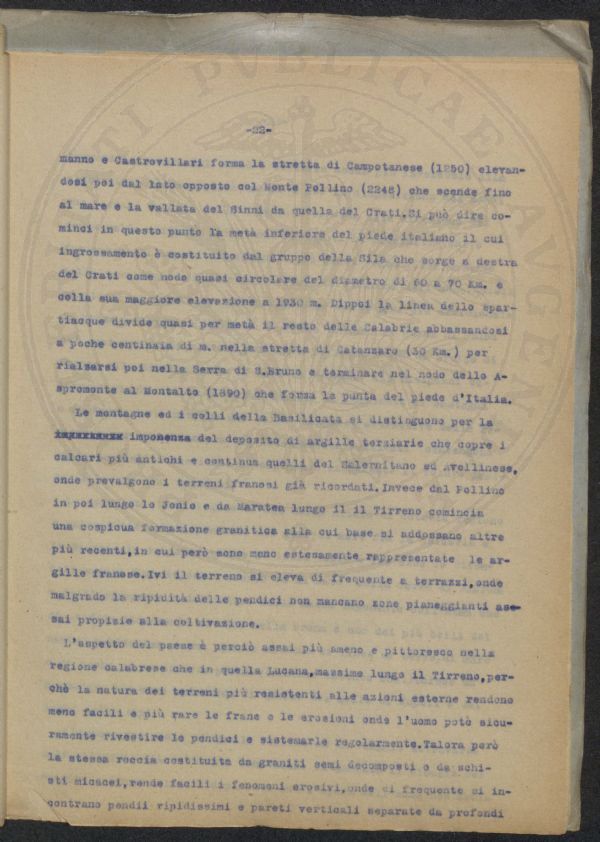 -22-
manno e Castrovillari forma la stretta di Campotanese (1250) elevan-
dosi poi dal lato opposto col Monte Pollino (2248) che scende fino
al mare e la vallata del Sinni da quella del Crati.Si può dire co-
minci in questo punto la metà inferiore del piede italiano il cui
ingrossamento è costituito dal gruppo della Sila che sorge a destra
del Crati come nodo quasi circolare del diametro di 60 a 70 Km. e
colla sua maggiore elevazione a 1930 m. Dippoi la linea dello spar-
tiacque divide quasi per metà il resto delle Calabrie abbassandosi
a poche centinaia di m. nella stretta di Catanzaro (30 Km.) per
rialzarsi poi nella Serra di S.Bruno e terminare nel nodo dello A-
spromonte al Montalto (1890) che forma la punta del piede d'Italia.
Le montagne ed i colli della Basilicata si distinguono per la
imponenza del deposito di argille terziarie che copre i
calcari più antichi e continua quelli del Salernitano ed Avellinese,
onde prevalgono i terreni franosi già ricordati.Invece dal Pollino
in poi lungo lo Jonio e da Maratea lungo il il Tirreno comincia
una cospicua formazione granitica alla cui base si addossano altre
più recenti,in cui però sono meno estesamente rappresentate le ar-
gille franose.Ivi il terreno si eleva di frequente a terrazzi,onde
malgrado la ripidità delle pendici non mancano zone pianeggianti as-
sai propizie alla coltivazione.
L'aspetto del paese è perciò assai più ameno e pittoresco nella
regione calabrese che in quella Lucana,massime lungo il Tirreno,per-
chè la natura dei terreni più resistenti alle azioni esterne rendono
meno facili e più rare le frane e le erosioni onde l'uomo potè sicu-
ramente rivestire le pendici e sistemarle regolarmente.Talora però
la stessa roccia costituita da graniti semi decomposti o da schi-
sti micacei,rende facili i fenomeni erosivi,onde di frequente si in-
contrano pendii ripidissimi e pareti verticali separate da profondi